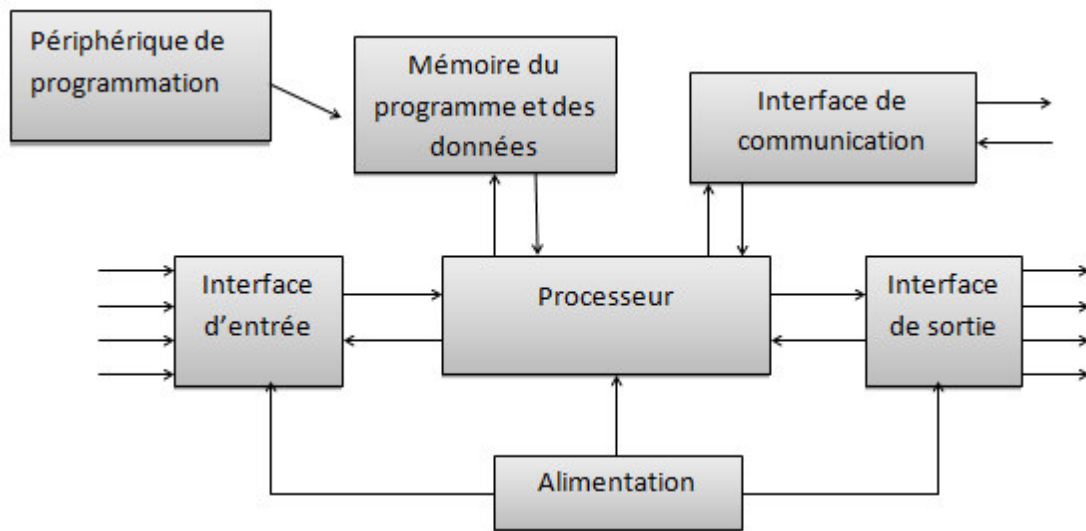 Périphérique de
programmation
Mémoire du
programme et des
données
Interface de
communication
Interface
d’entrée
Processeur
Interface
de sortie
Alimentation